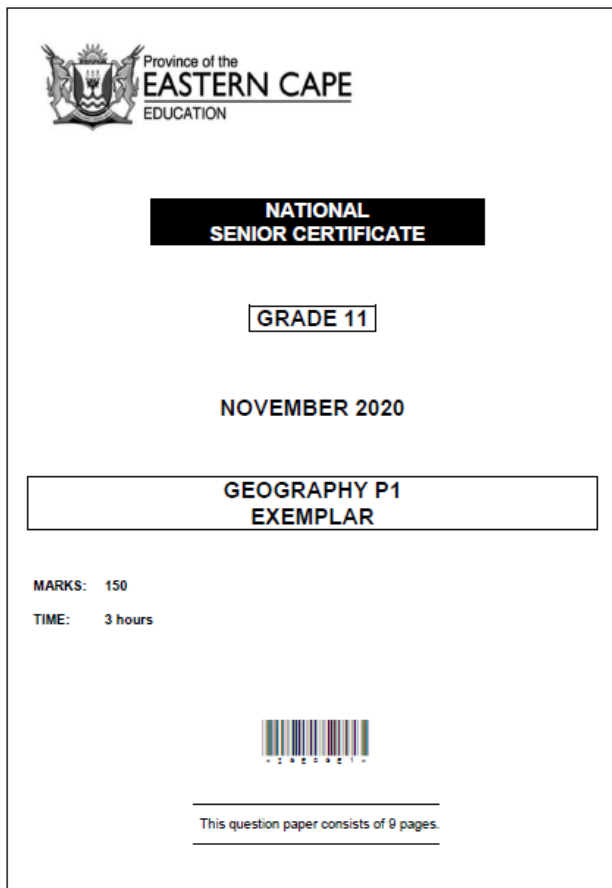 Province of the
EASTERN CAPE
EDUCATION
NATIONAL
SENIOR CERTIFICATE
GRADE 11
NOVEMBER 2020
GEOGRAPHY P1
EXEMPLAR
MARKS: 150
TIME: 3 hours
This question paper consists of 9 pages.